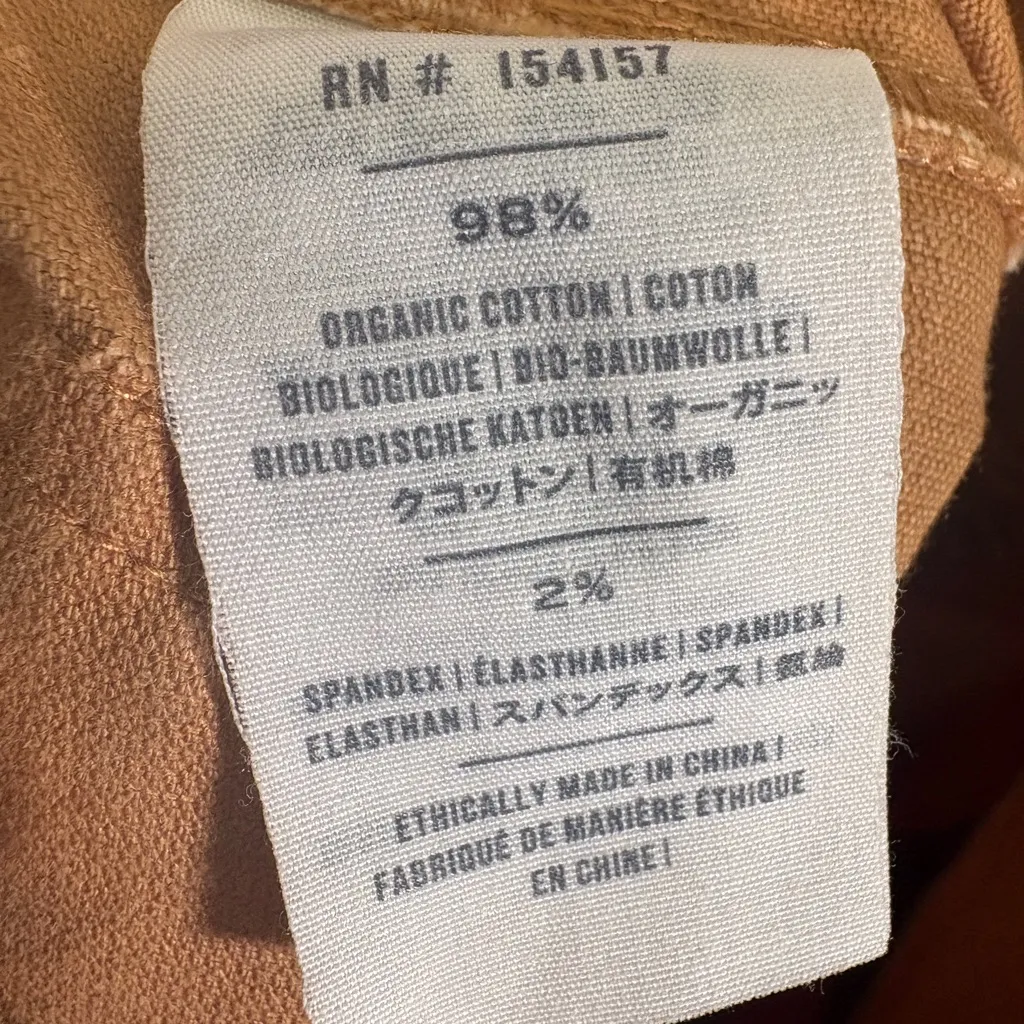 RN # 154157
98%
ORGANIC COTTON | COTON
BIOLOGIQUE | BIO-BAUMWOLLE |
BIOLOGISCHE KATOEN | オーガニッ
クコットン | 有机棉
2%
SPANDEX | ÉLASTHANNE | SPANDEX |
ELASTHAN | スパンデックス |
ETHICALLY MADE IN CHINA |
FABRIQUÉ DE MANIÈRE ÉTHIQUE
EN CHINE |